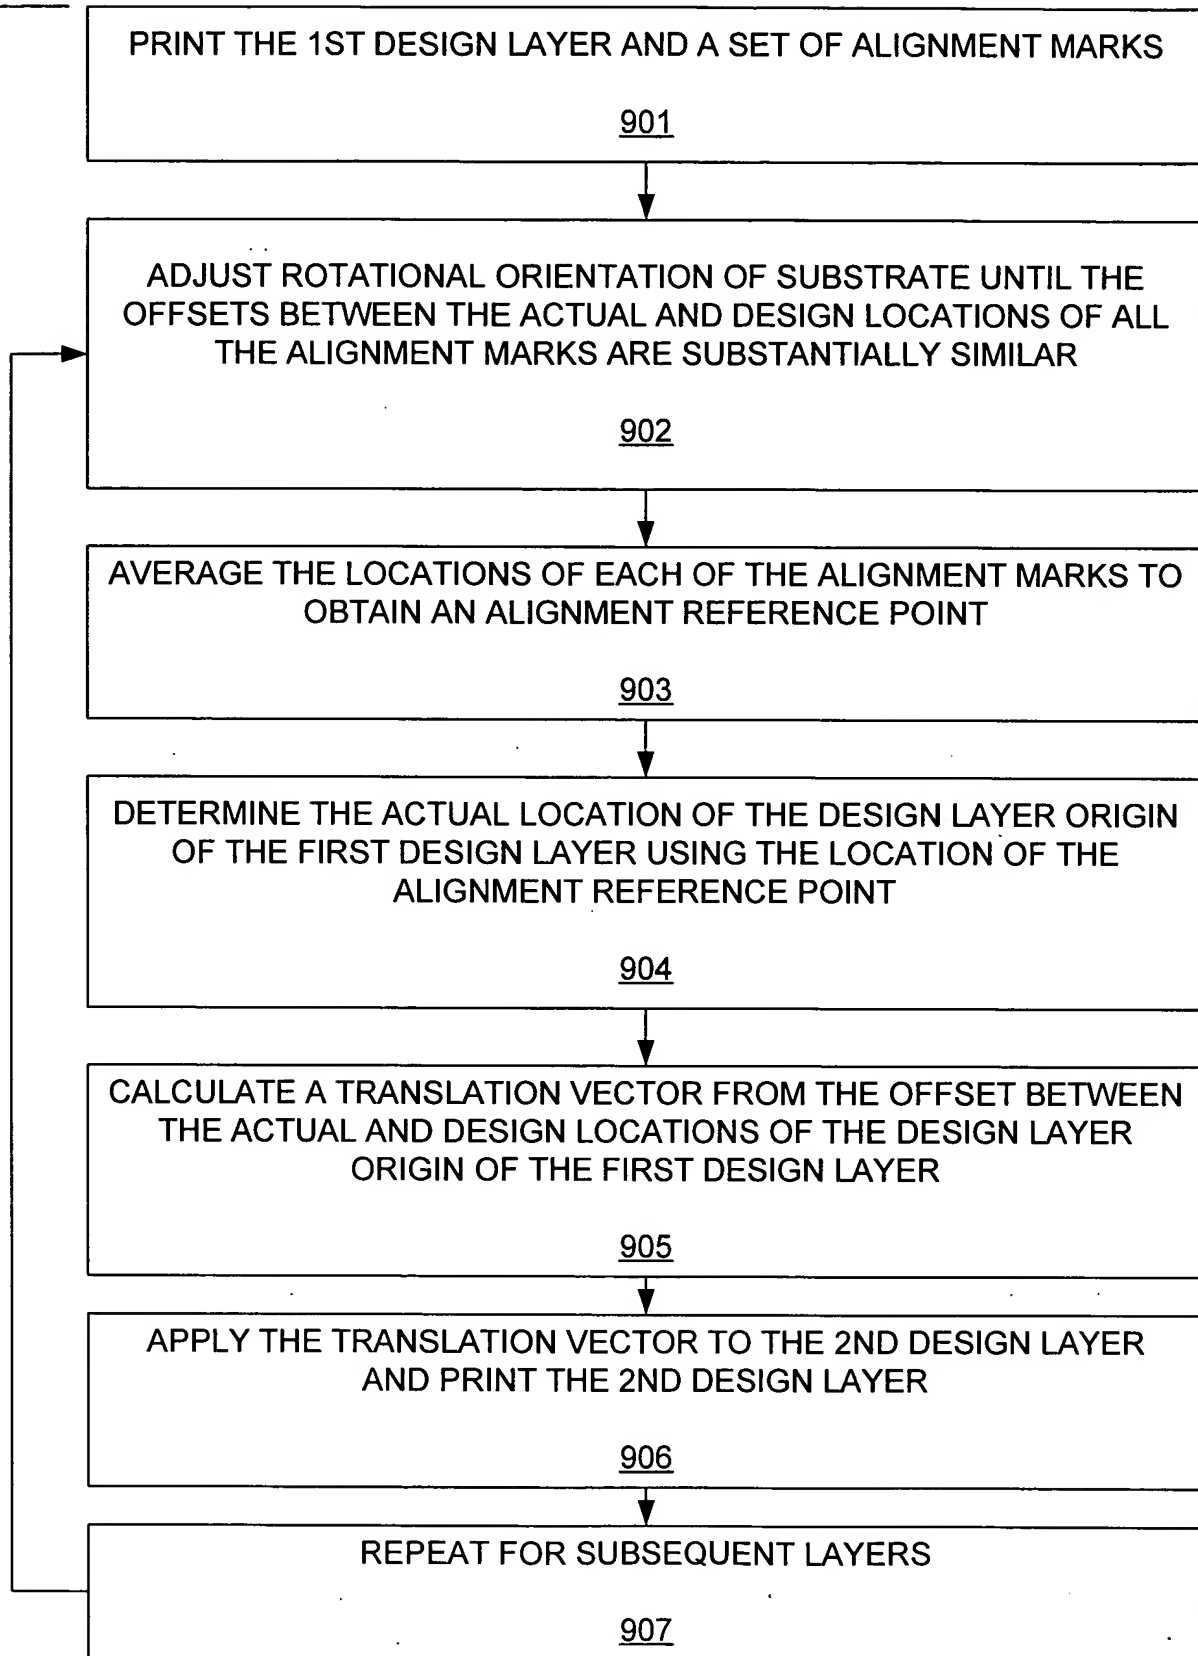 PRINT THE 1ST DESIGN LAYER AND A SET OF ALIGNMENT MARKS
901
ADJUST ROTATIONAL ORIENTATION OF SUBSTRATE UNTIL THE
OFFSETS BETWEEN THE ACTUAL AND DESIGN LOCATIONS OF ALL
THE ALIGNMENT MARKS ARE SUBSTANTIALLY SIMILAR
902
AVERAGE THE LOCATIONS OF EACH OF THE ALIGNMENT MARKS TO
OBTAIN AN ALIGNMENT REFERENCE POINT
903
DETERMINE THE ACTUAL LOCATION OF THE DESIGN LAYER ORIGIN
OF THE FIRST DESIGN LAYER USING THE LOCATION OF THE
ALIGNMENT REFERENCE POINT
904
CALCULATE A TRANSLATION VECTOR FROM THE OFFSET BETWEEN
THE ACTUAL AND DESIGN LOCATIONS OF THE DESIGN LAYER
ORIGIN OF THE FIRST DESIGN LAYER
905
APPLY THE TRANSLATION VECTOR TO THE 2ND DESIGN LAYER
AND PRINT THE 2ND DESIGN LAYER
906
REPEAT FOR SUBSEQUENT LAYERS
907